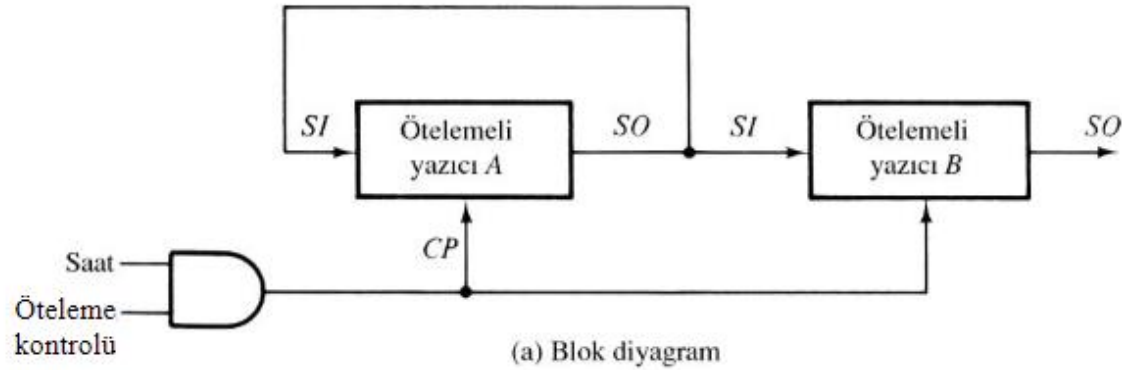 SI
Ötelemeli
yazıcı A
SO
SI
Ötelemeli
yazıcı B
SO
CP
Saat
Öteleme
kontrolü
(a) Blok diyagram